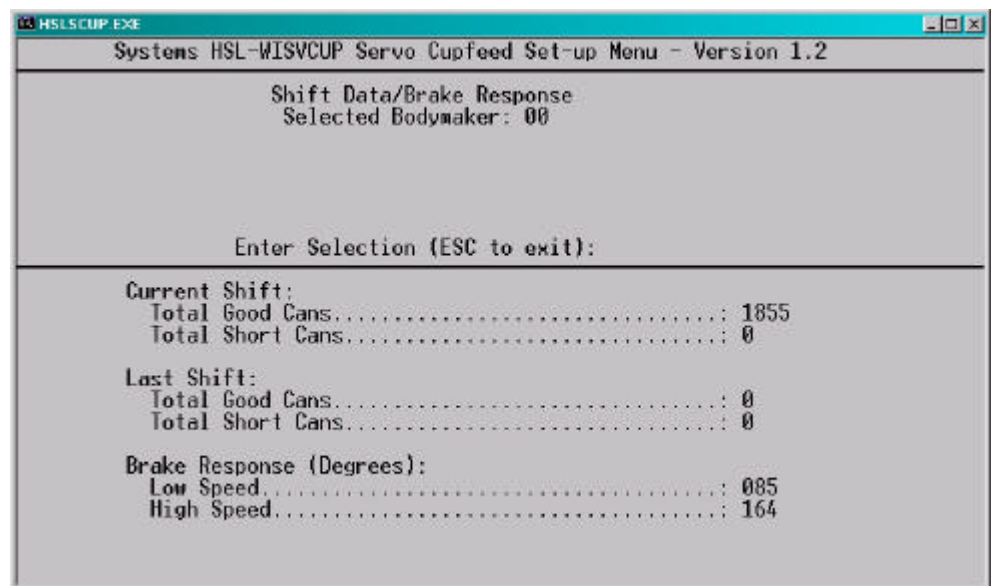 HSLSCUP.EXE
Systems HSL-WISVCUP Servo Cupfeed Set-up Menu - Version 1.2
Shift Data/Brake Response
Selected Bodymaker: 00
Enter Selection (ESC to exit):
Current Shift:
Total Good Cans................................: 1855
Total Short Cans...............................: 0
Last Shift:
Total Good Cans................................: 0
Total Short Cans...............................: 0
Brake Response (Degrees):
Low Speed......................................: 085
High Speed.....................................: 164